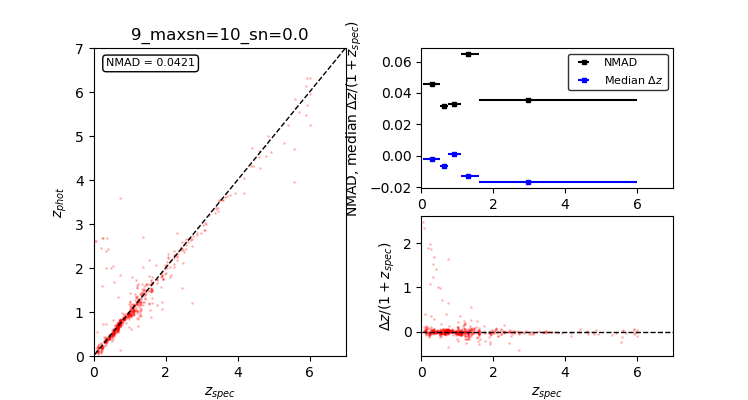 9_maxsn=10_sn=0.0
NMAD = 0.0421
z_phot
7
6
5
4
3
2
1
0
0 2 4 6
z_spec
NMAD, median Δz/(1 + z_spec)
0.06
0.04
0.02
0.00
−0.02
NMAD
Median Δz
0 2 4 6
Δz/(1 + z_spec)
2
1
0
0 2 4 6
z_spec